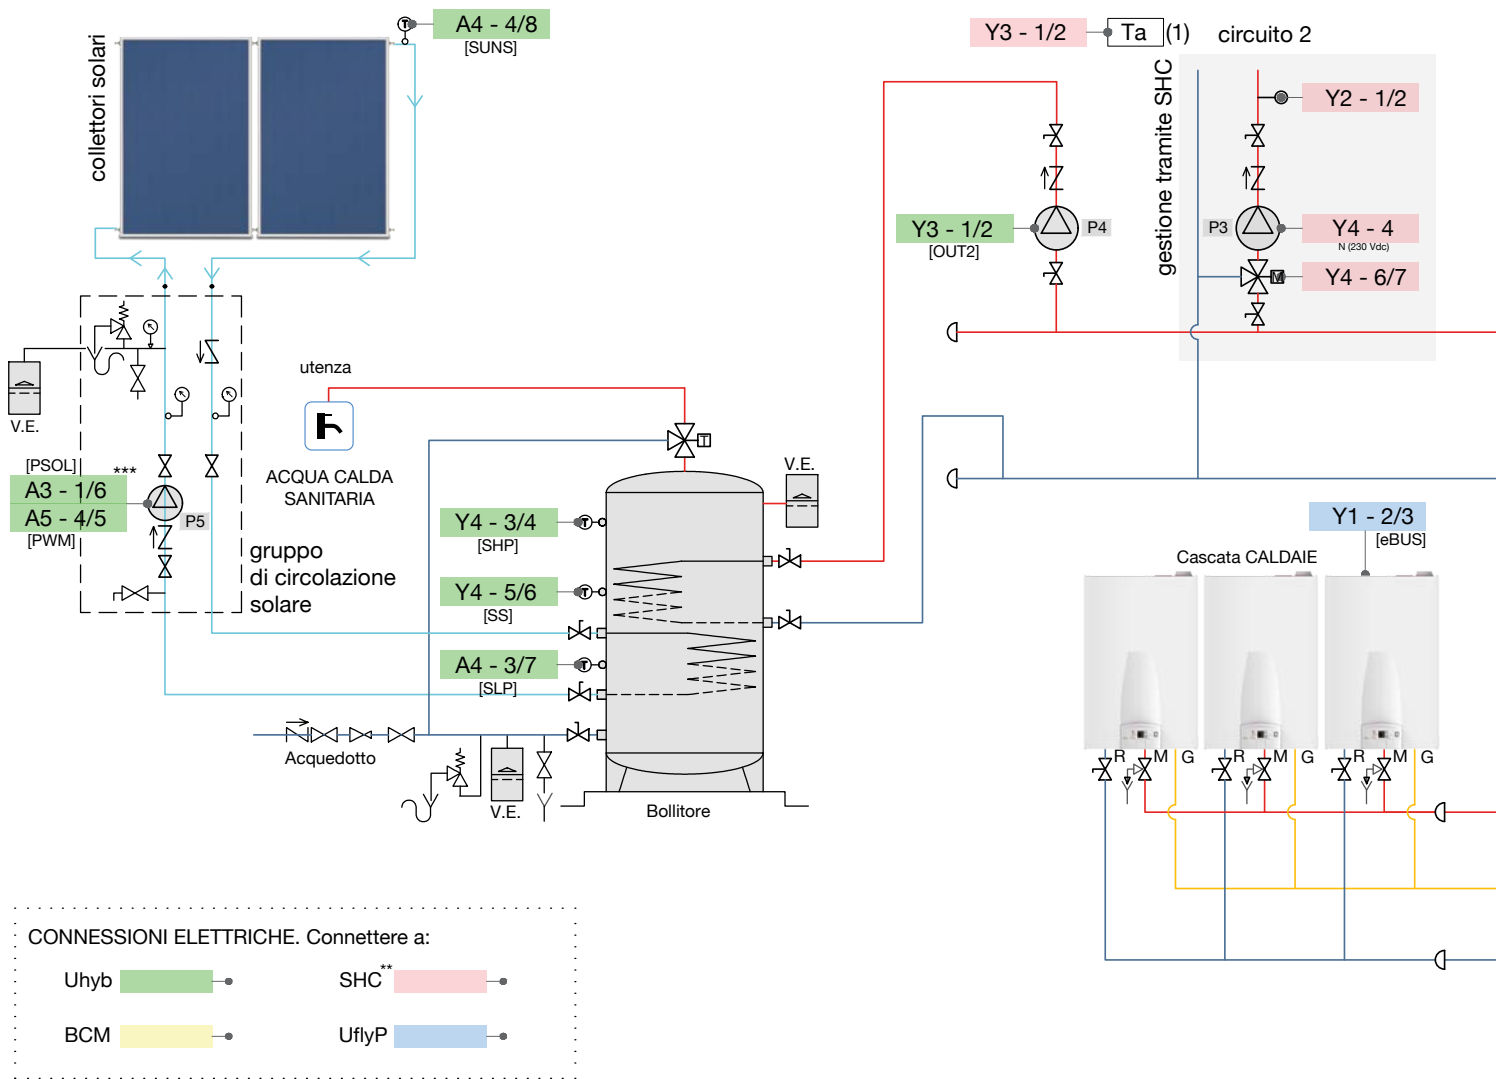 A4 - 4/8
[SUNS]
collettori solari
Y3 - 1/2
Ta
(1)
circuito 2
gestione tramite SHC
Y2 - 1/2
Y3 - 1/2
[OUT2]
P4
P3
Y4 - 4
N (230 Vdc)
M
Y4 - 6/7
V.E.
utenza
ACQUA CALDA
SANITARIA
T
V.E.
[PSOL]
***
A3 - 1/6
A5 - 4/5
[PWM]
P5
gruppo
di circolazione
solare
Y4 - 3/4
[SHP]
T
Y4 - 5/6
[SS]
T
A4 - 3/7
[SLP]
T
T
Acquedotto
V.E.
Bollitore
Y1 - 2/3
[eBUS]
Cascata CALDAIE
R M G R M G R M G
CONNESSIONI ELETTRICHE. Connettere a:
Uhyb
SHC**
BCM
UflyP